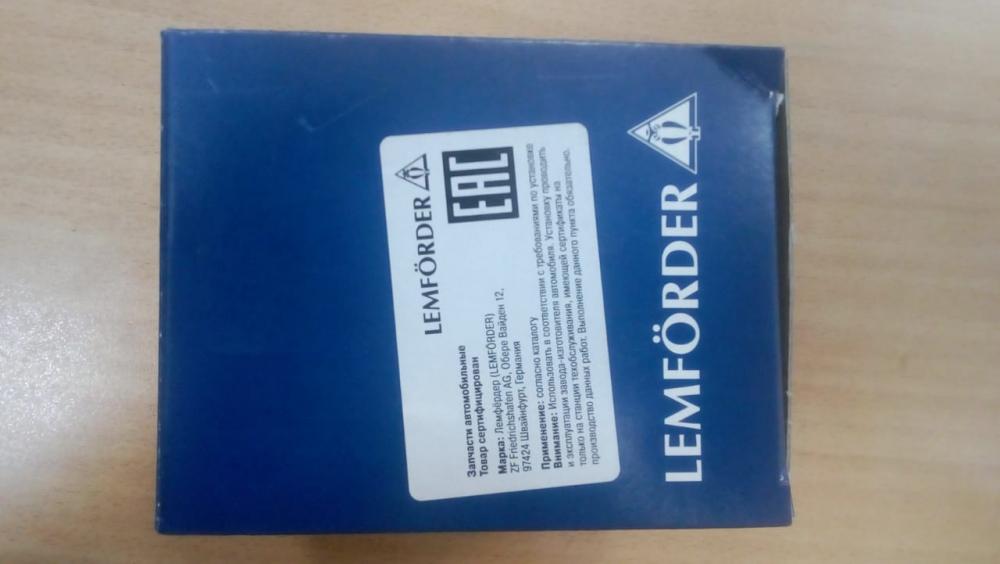 LEMFÖRDER
EAC
Запчасти автомобильные
Товар сертифицирован
Марка: Лемфёрдер (LEMFÖRDER)
ZF Friedrichshafen AG, Обере Вайден 12,
97424 Швайнфурт, Германия
Применение: согласно каталогу
Внимание: Использовать в соответствии с требованиями по установке
и эксплуатации завода-изготовителя автомобиля. Установку проводить
только на станции техобслуживания, имеющей сертификаты на
производство данных работ. Выполнение данного пункта обязательно.
LEMFÖRDER